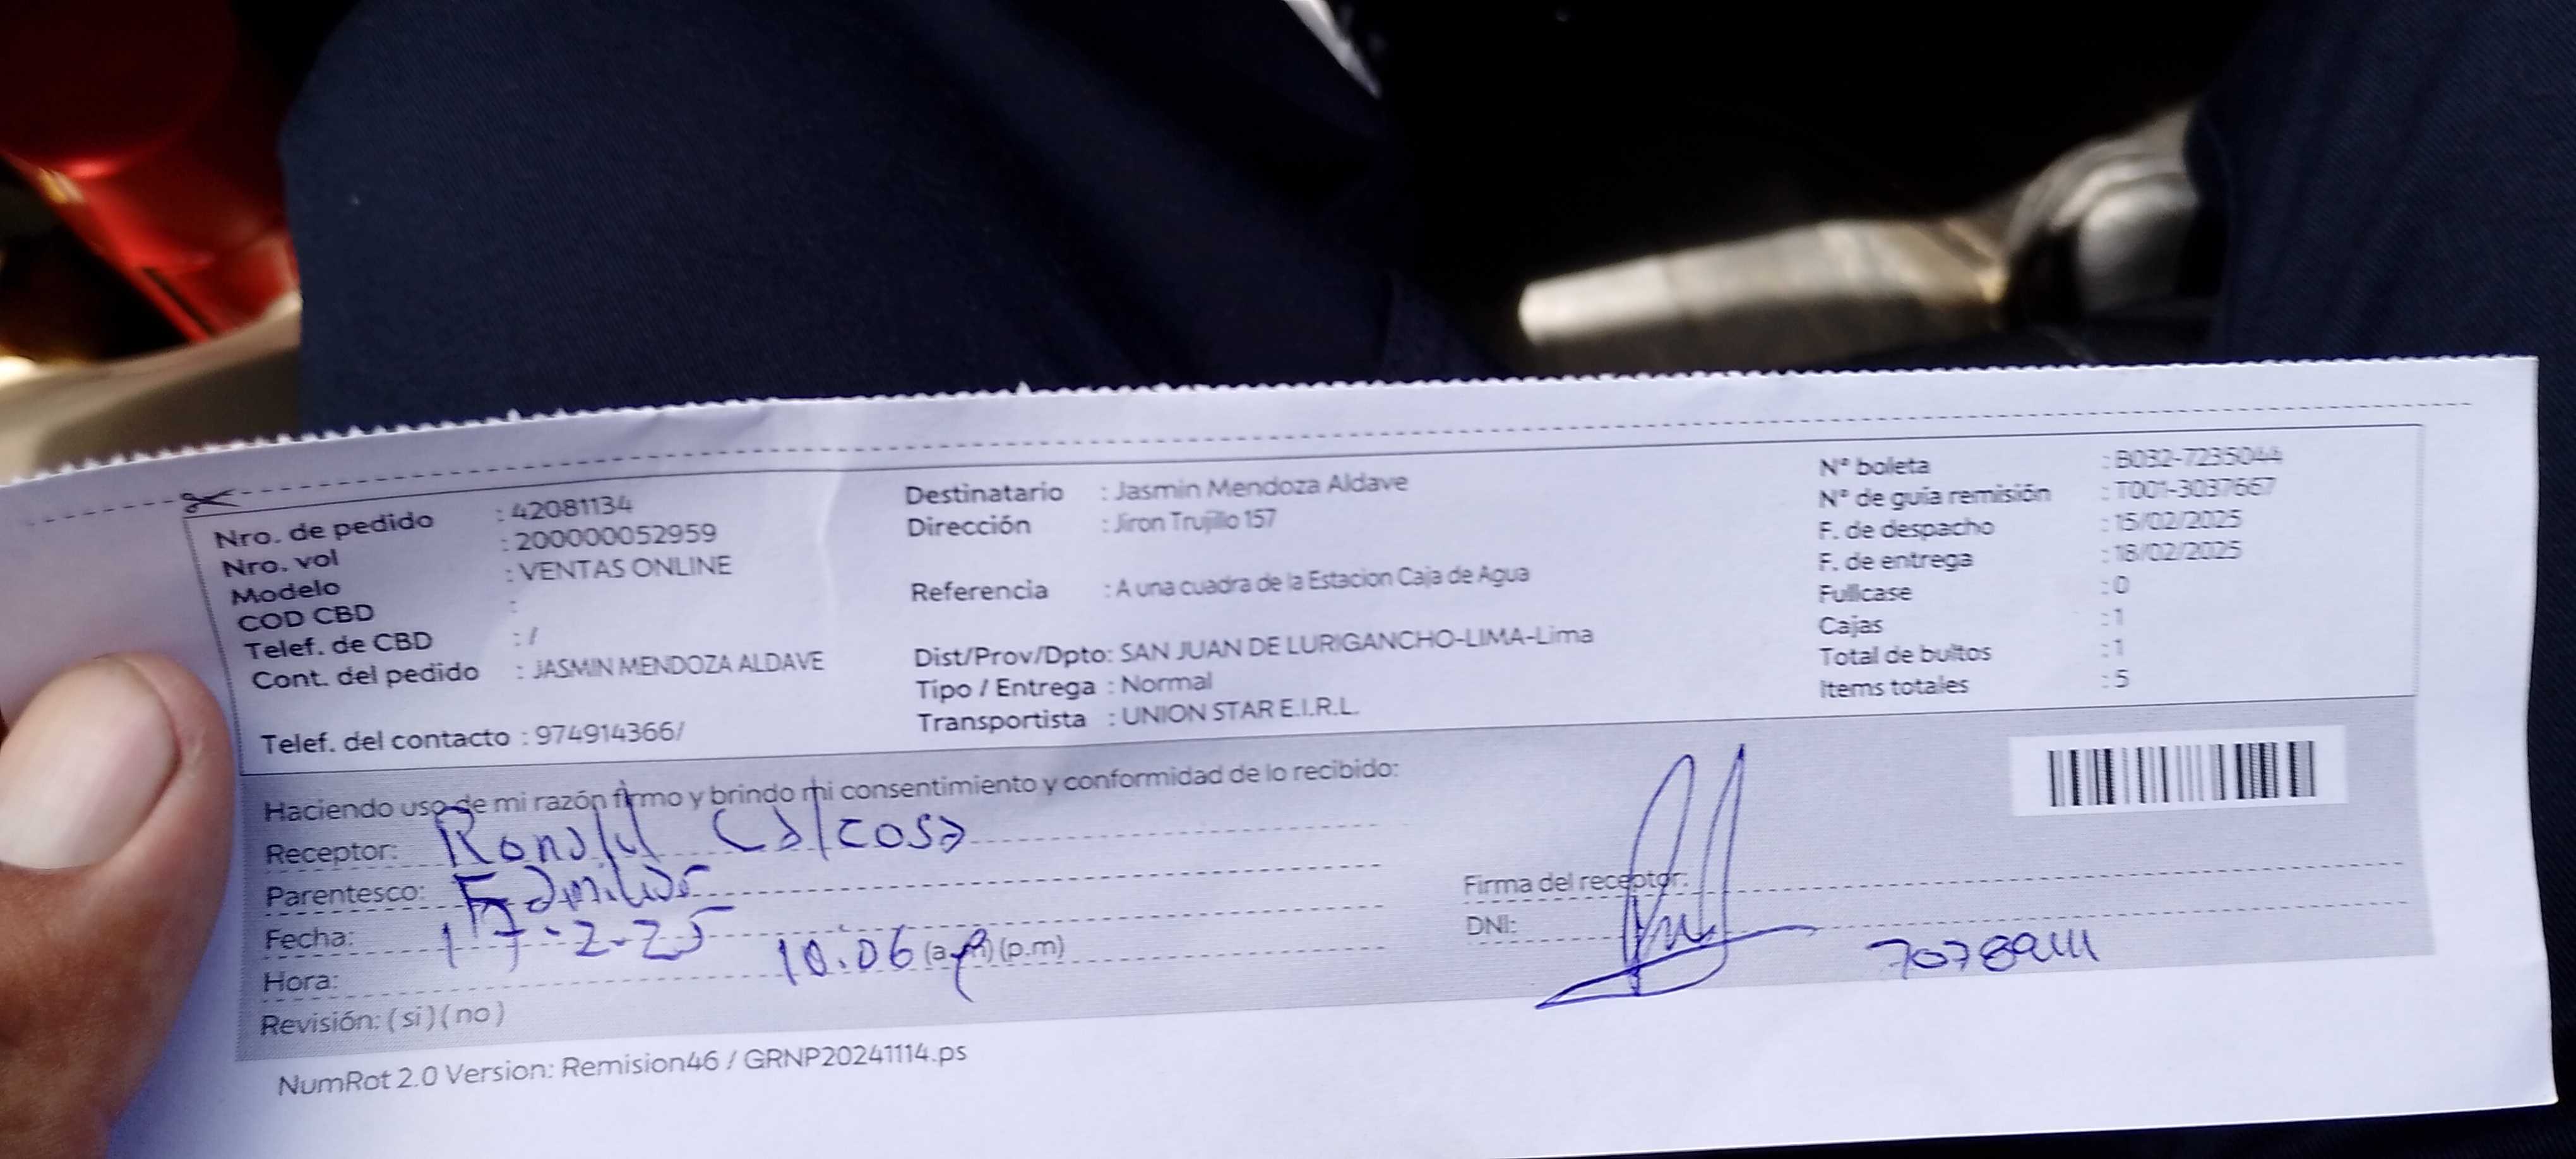 Nro. de pedido : 42081134
Nro. vol : 200000052959
Modelo : VENTAS ONLINE
COD CBD :
Telef. de CBD : /
Cont. del pedido : JASMIN MENDOZA ALDAVE
Telef. del contacto : 974914366/
Destinatario : Jasmin Mendoza Aldave
Dirección : Jiron Trujillo 157
Referencia : A una cuadra de la Estacion Caja de Agua
Dist/Prov/Dpto: SAN JUAN DE LURIGANCHO-LIMA-Lima
Tipo / Entrega : Normal
Transportista : UNION STAR E.I.R.L.
N° boleta : B032-7235044
N° de guía remisión : T001-3037667
F. de despacho : 15/02/2025
F. de entrega : 18/02/2025
Fullcase : 0
Cajas : 1
Total de bultos : 1
Items totales : 5
Haciendo uso de mi razón firmo y brindo mi consentimiento y conformidad de lo recibido:
Receptor: Ronald Calcosa
Parentesco: Familiar
Fecha: 17-2-25
Hora: 10:06 (a.m) (p.m)
Revisión: (si) (no)
Firma del receptor:
DNI: 70789111
NumRot 2.0 Version: Remision46 / GRNP20241114.ps